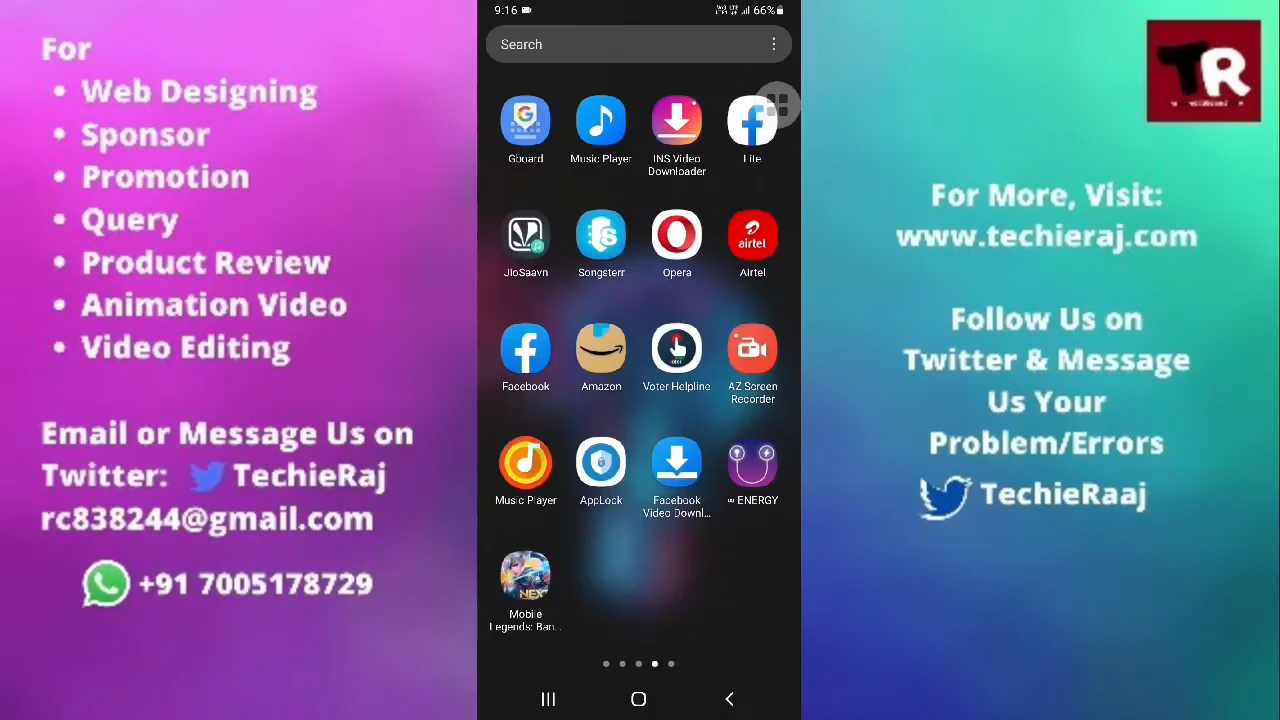 For
• Web Designing
• Sponsor
• Promotion
• Query
• Product Review
• Animation Video
• Video Editing
Email or Message Us on
Twitter: TechieRaj
rc838244@gmail.com
+91 7005178729
9:16
66%
Search
Gboard
Music Player
INS Video
Downloader
Lite
JioSaavn
Songsterr
Opera
airtel
Airtel
Facebook
Amazon
Voter Helpline
AZ Screen
Recorder
Music Player
AppLock
Facebook
Video Downl...
∞ ENERGY
Mobile
Legends: Ban...
TR
For More, Visit:
www.techieraj.com
Follow Us on
Twitter & Message
Us Your
Problem/Errors
TechieRaaj